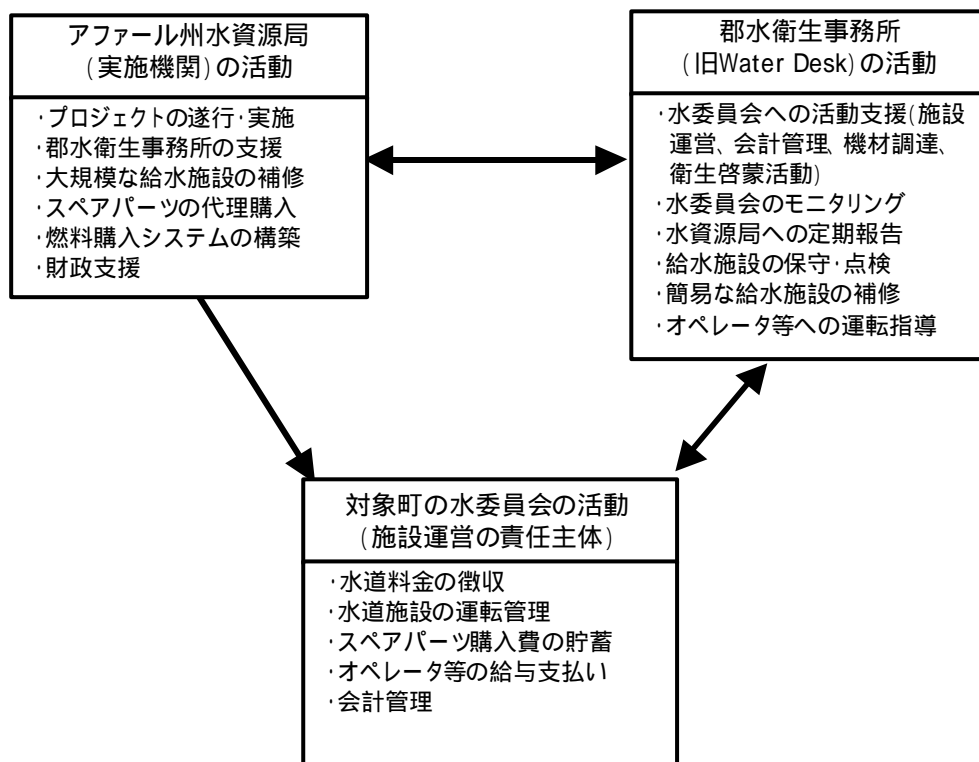 アファール州水資源局
(実施機関)の活動
・プロジェクトの遂行・実施
・郡水衛生事務所の支援
・大規模な給水施設の補修
・スペアパーツの代理購入
・燃料購入システムの構築
・財政支援
郡水衛生事務所
(旧Water Desk)の活動
・水委員会への活動支援(施設
運営、会計管理、機材調達、
衛生啓蒙活動)
・水委員会のモニタリング
・水資源局への定期報告
・給水施設の保守・点検
・簡易な給水施設の補修
・オペレータ等への運転指導
対象町の水委員会の活動
(施設運営の責任主体)
・水道料金の徴収
・水道施設の運転管理
・スペアパーツ購入費の貯蓄
・オペレータ等の給与支払い
・会計管理